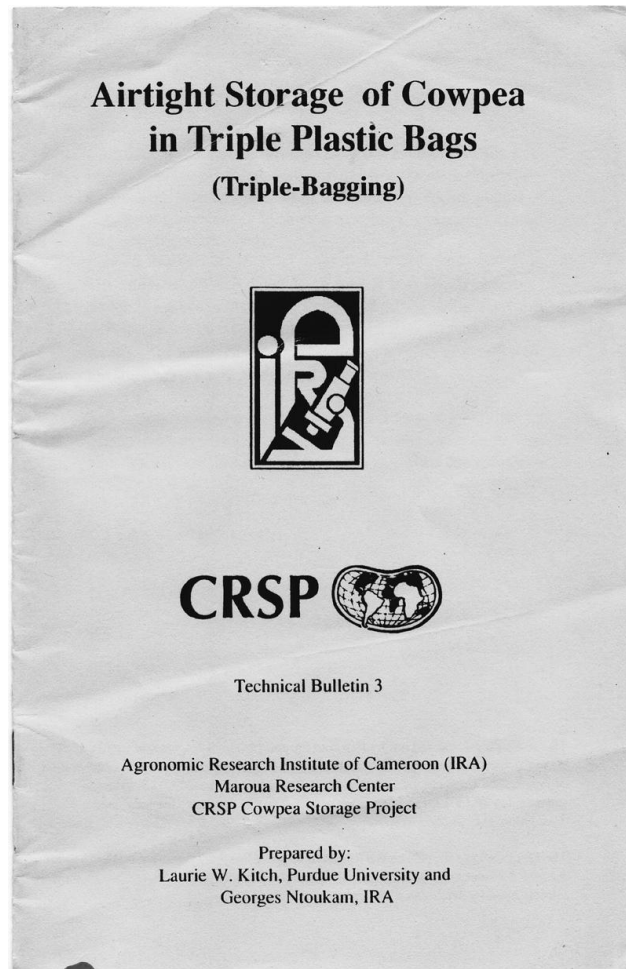 Airtight Storage of Cowpea
in Triple Plastic Bags
(Triple-Bagging)
iRA
CRSP
Technical Bulletin 3
Agronomic Research Institute of Cameroon (IRA)
Maroua Research Center
CRSP Cowpea Storage Project
Prepared by:
Laurie W. Kitch, Purdue University and
Georges Ntoukam, IRA